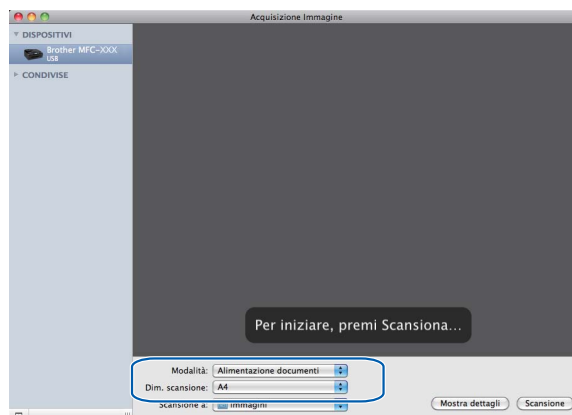 Acquisizione Immagine
DISPOSITIVI
Brother MFC-XXX
USB
CONDIVISE
Per iniziare, premi Scansiona...
Modalità: Alimentazione documenti
Dim. scansione: A4
Scansione a: Immagini
Mostra dettagli Scansione